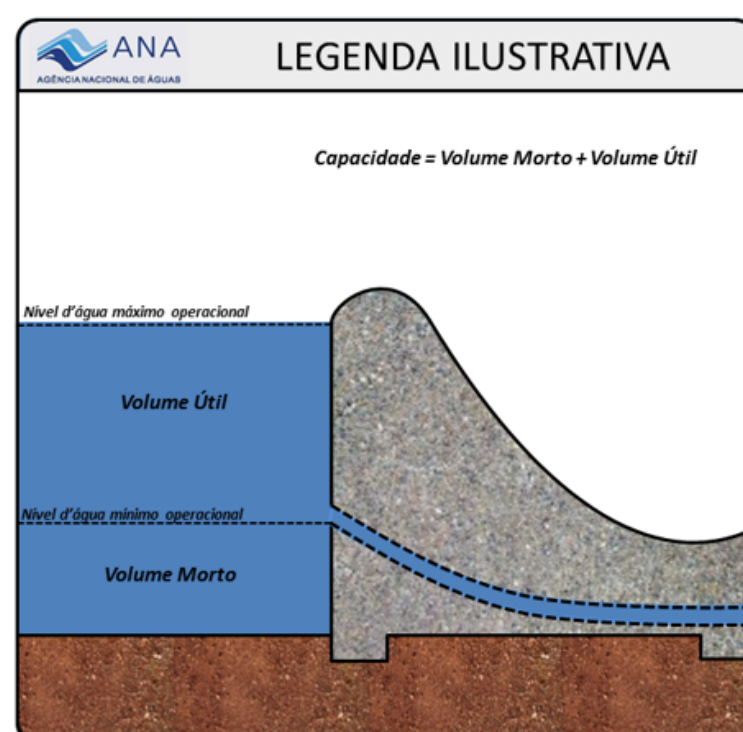 ANA
AGÊNCIA NACIONAL DE ÁGUAS
LEGENDA ILUSTRATIVA
Capacidade = Volume Morto + Volume Útil
Nível d'água máximo operacional
Volume Útil
Nível d'água mínimo operacional
Volume Morto